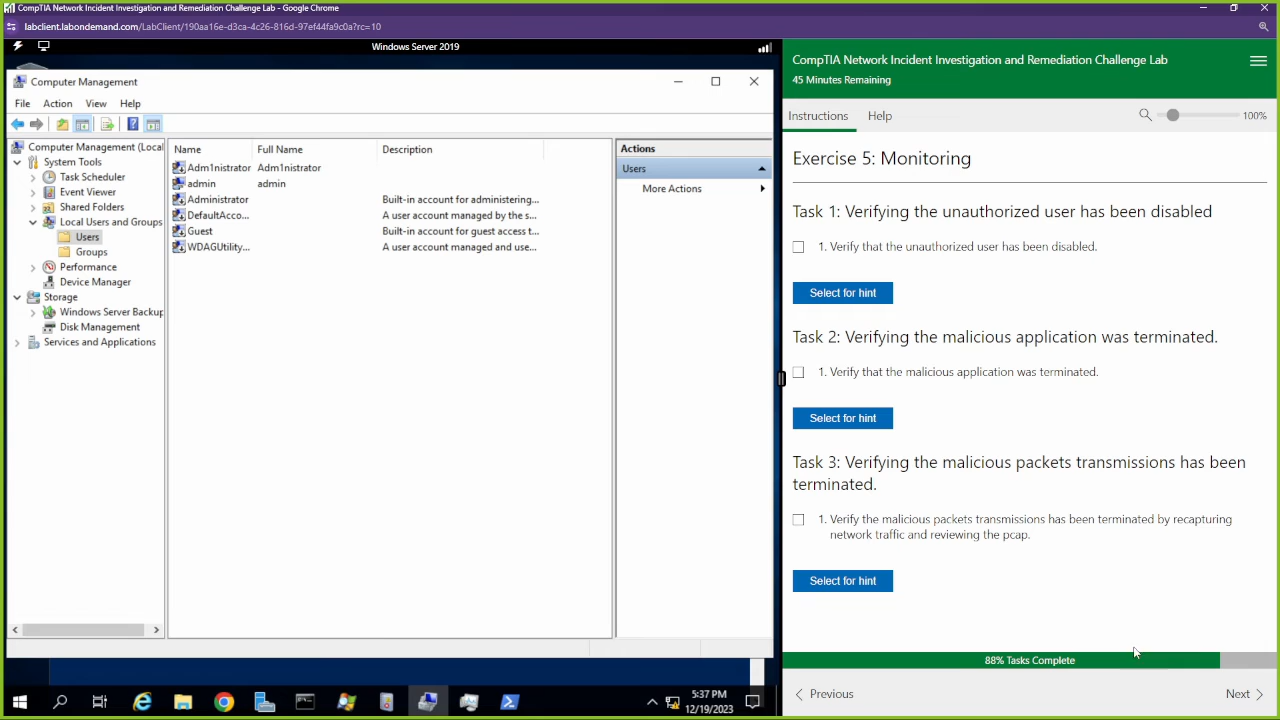 CompTIA Network Incident Investigation and Remediation Challenge Lab - Google Chrome
labclient.labondemand.com/LabClient/190aa16e-d3ca-4c26-816d-97ef44fa9c0a?rc=10
Windows Server 2019
Computer Management
File Action View Help
Computer Management (Local
System Tools
Task Scheduler
Event Viewer
Shared Folders
Local Users and Groups
Users
Groups
Performance
Device Manager
Storage
Windows Server Backup
Disk Management
Services and Applications
Name Full Name Description
Adm1nistrator Adm1nistrator
admin admin
Administrator Built-in account for administering...
DefaultAcco... A user account managed by the s...
Guest Built-in account for guest access t...
WDAGUtility... A user account managed and use...
Actions
Users
More Actions
5:37 PM
12/19/2023
CompTIA Network Incident Investigation and Remediation Challenge Lab
45 Minutes Remaining
Instructions Help
100%
Exercise 5: Monitoring
Task 1: Verifying the unauthorized user has been disabled
1. Verify that the unauthorized user has been disabled.
Select for hint
Task 2: Verifying the malicious application was terminated.
1. Verify that the malicious application was terminated.
Select for hint
Task 3: Verifying the malicious packets transmissions has been
terminated.
1. Verify the malicious packets transmissions has been terminated by recapturing
network traffic and reviewing the pcap.
Select for hint
88% Tasks Complete
Previous
Next